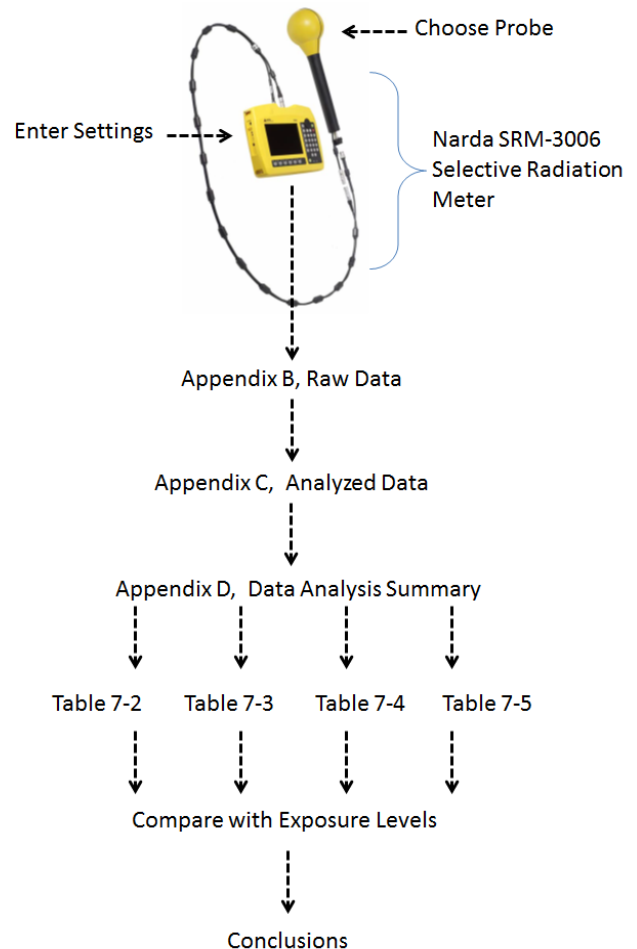 Choose Probe
Enter Settings
Narda SRM-3006
Selective Radiation
Meter
Appendix B, Raw Data
Appendix C, Analyzed Data
Appendix D, Data Analysis Summary
Table 7-2 Table 7-3 Table 7-4 Table 7-5
Compare with Exposure Levels
Conclusions